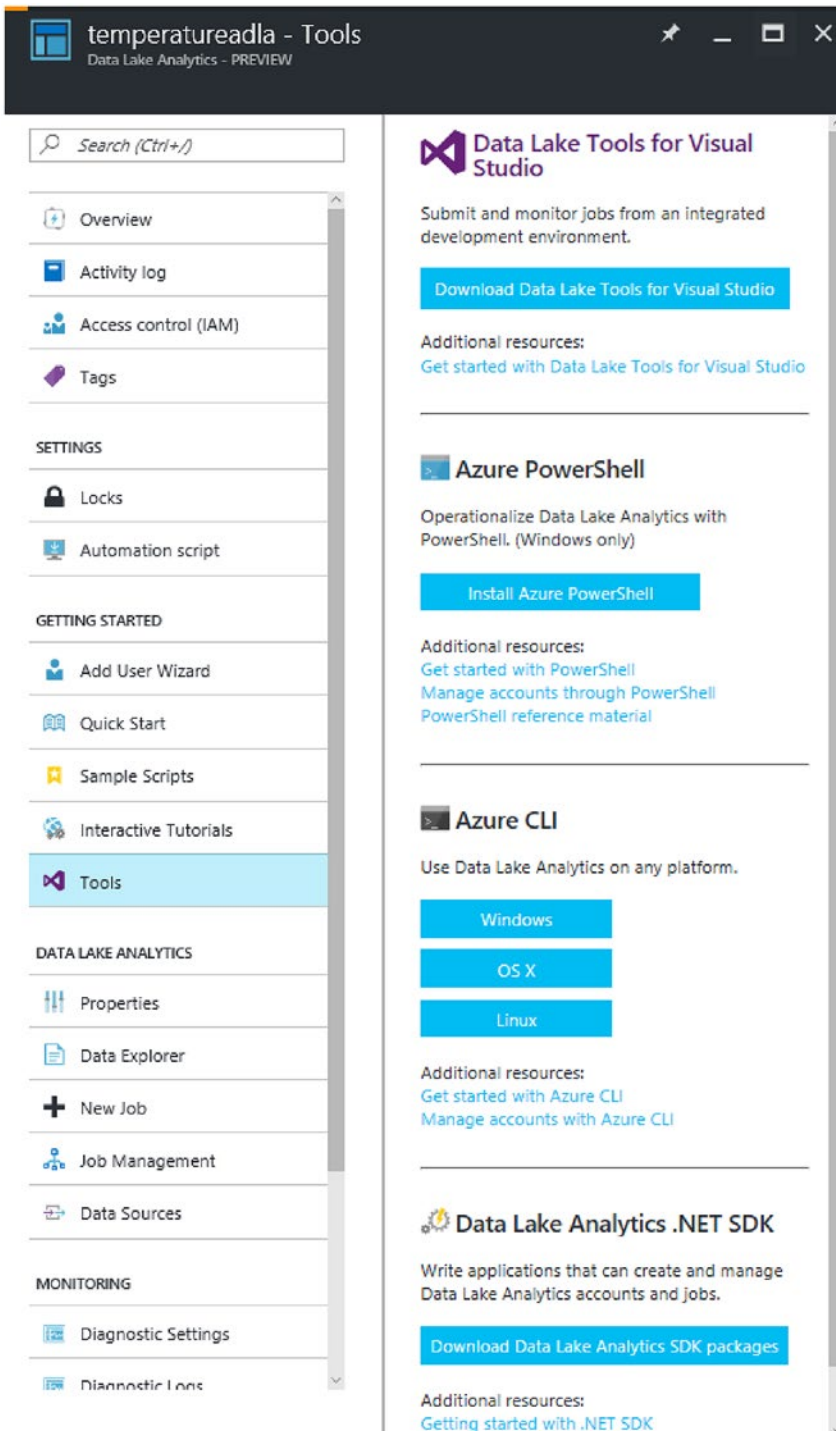 temperatureadla - Tools
Data Lake Analytics - PREVIEW
Search (Ctrl+/)
Overview
Activity log
Access control (IAM)
Tags
SETTINGS
Locks
Automation script
GETTING STARTED
Add User Wizard
Quick Start
Sample Scripts
Interactive Tutorials
Tools
DATA LAKE ANALYTICS
Properties
Data Explorer
New Job
Job Management
Data Sources
MONITORING
Diagnostic Settings
Diagnostic Logs
Data Lake Tools for Visual
Studio
Submit and monitor jobs from an integrated
development environment.
Download Data Lake Tools for Visual Studio
Additional resources:
Get started with Data Lake Tools for Visual Studio
Azure PowerShell
Operationalize Data Lake Analytics with
PowerShell. (Windows only)
Install Azure PowerShell
Additional resources:
Get started with PowerShell
Manage accounts through PowerShell
PowerShell reference material
Azure CLI
Use Data Lake Analytics on any platform.
Windows
OS X
Linux
Additional resources:
Get started with Azure CLI
Manage accounts with Azure CLI
Data Lake Analytics .NET SDK
Write applications that can create and manage
Data Lake Analytics accounts and jobs.
Download Data Lake Analytics SDK packages
Additional resources:
Getting started with .NET SDK